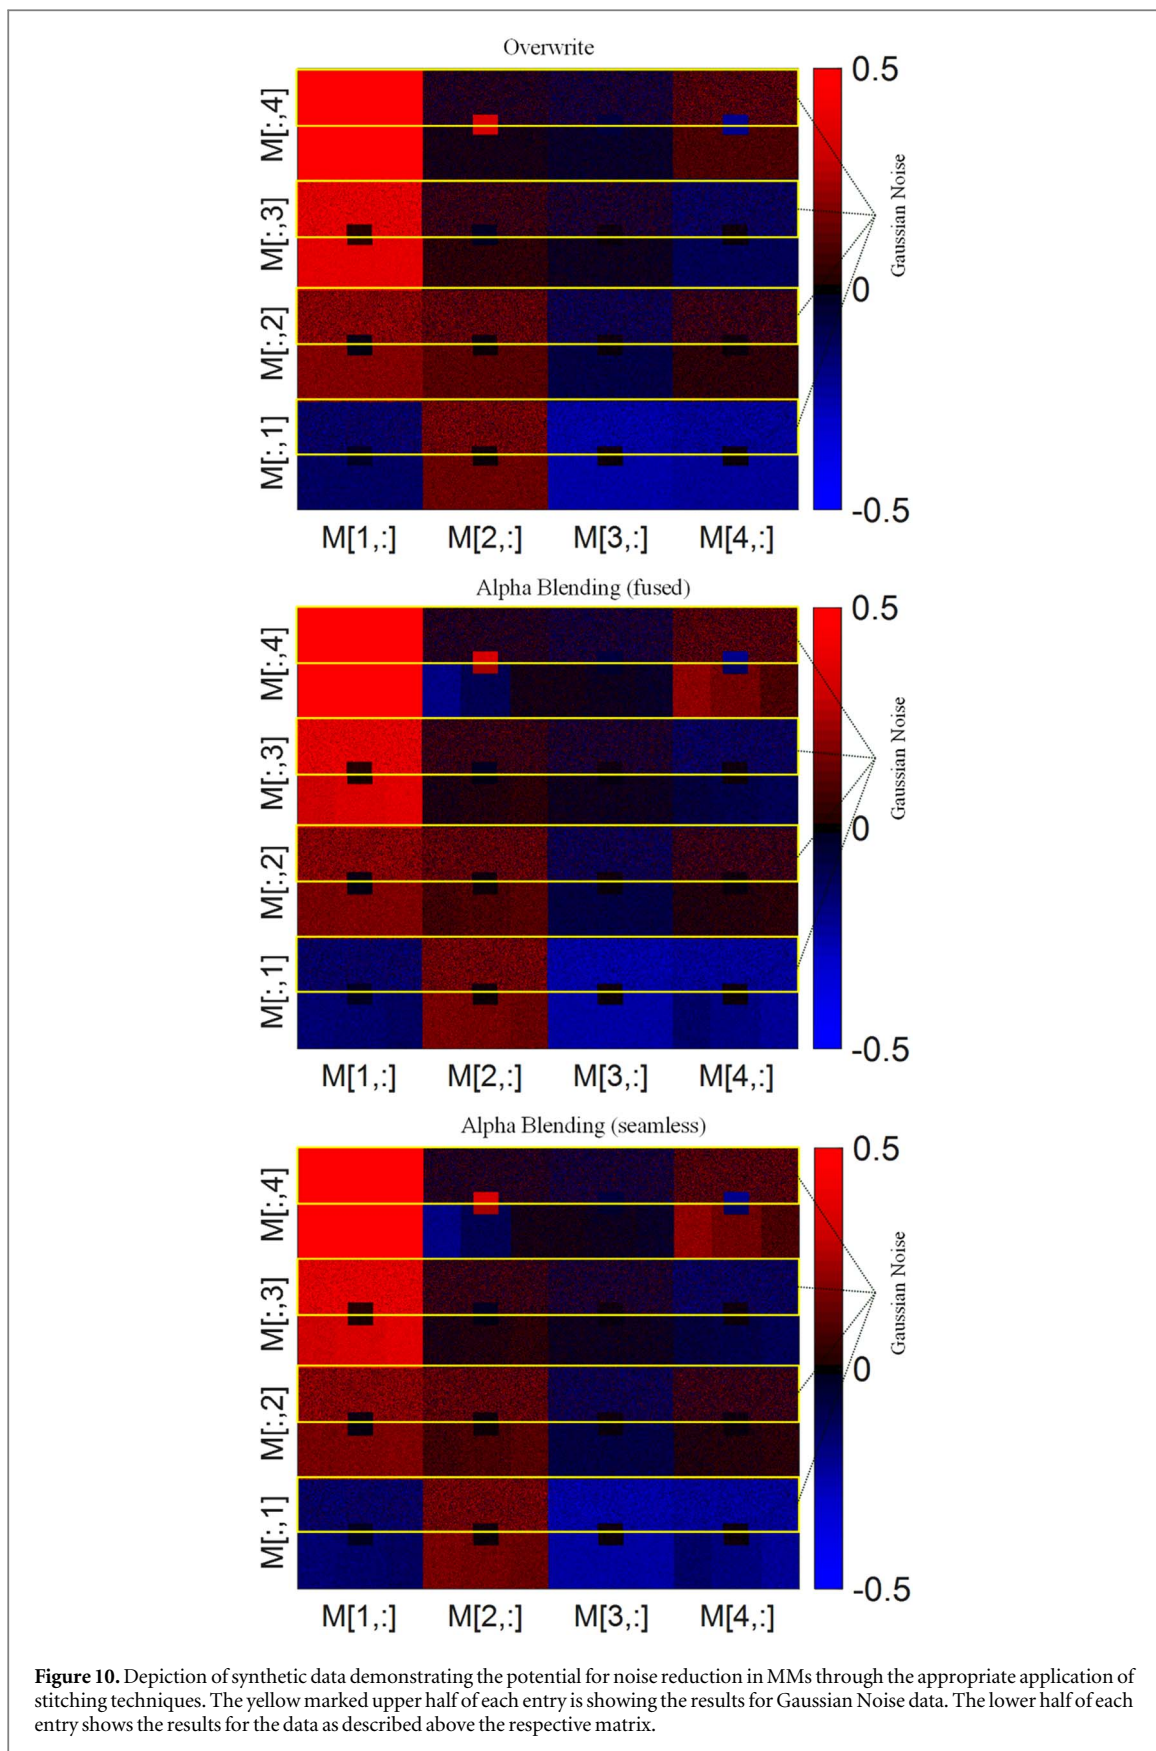 Overwrite
M[:,4]
M[:,3]
M[:,2]
M[:,1]
M[1,:] M[2,:] M[3,:] M[4,:]
0.5
0
-0.5
Gaussian Noise
Alpha Blending (fused)
M[:,4]
M[:,3]
M[:,2]
M[:,1]
M[1,:] M[2,:] M[3,:] M[4,:]
0.5
0
-0.5
Gaussian Noise
Alpha Blending (seamless)
M[:,4]
M[:,3]
M[:,2]
M[:,1]
M[1,:] M[2,:] M[3,:] M[4,:]
0.5
0
-0.5
Gaussian Noise
Figure 10. Depiction of synthetic data demonstrating the potential for noise reduction in MMs through the appropriate application of
stitching techniques. The yellow marked upper half of each entry is showing the results for Gaussian Noise data. The lower half of each
entry shows the results for the data as described above the respective matrix.